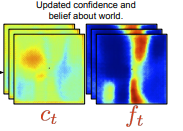 Updated confidence and
belief about world.
c_t f_t